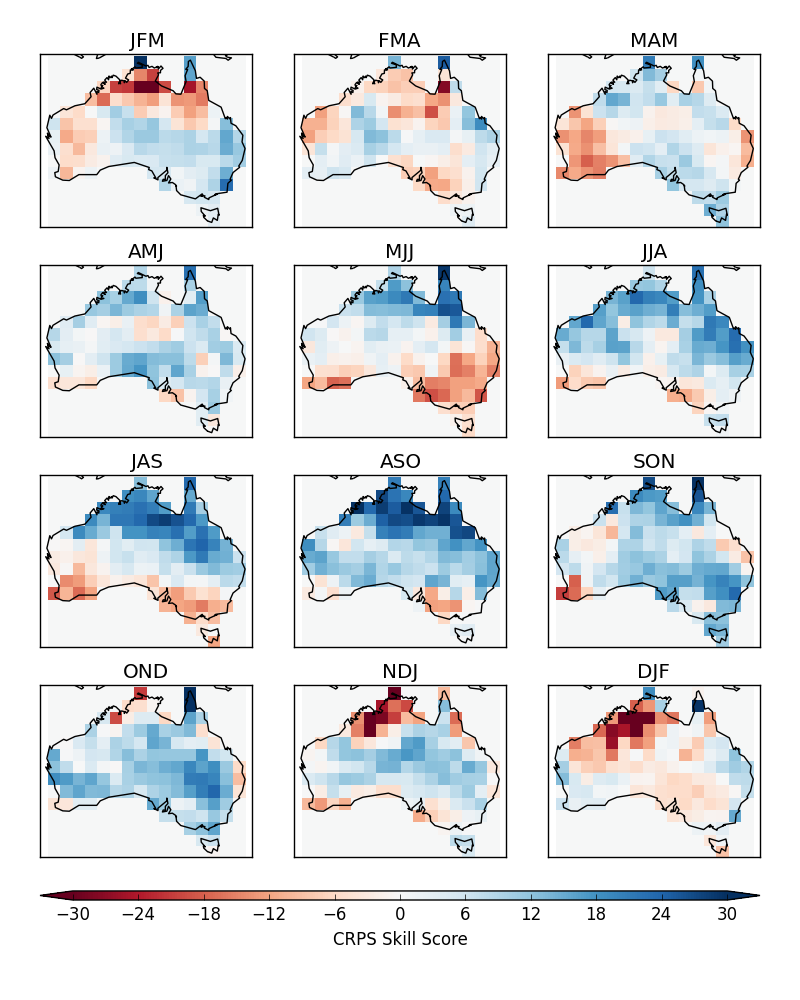 JFM
FMA
MAM
AMJ
MJJ
JJA
JAS
ASO
SON
OND
NDJ
DJF
−30 −24 −18 −12 −6 0 6 12 18 24 30
CRPS Skill Score